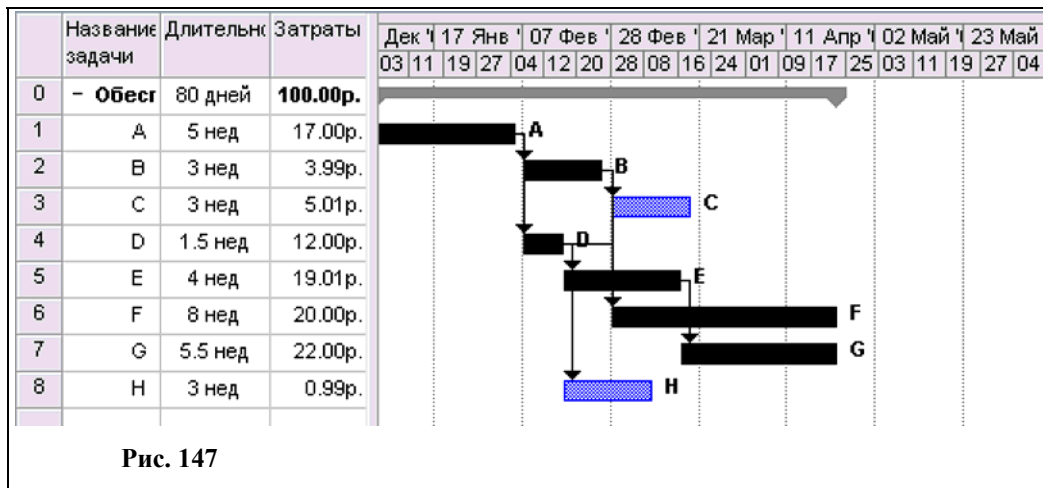 Название Длительнс Затраты
задачи
Дек '( 17 Янв ' 07 Фев ' 28 Фев ' 21 Мар ' 11 Апр '( 02 Май '( 23 Май
03 11 19 27 04 12 20 28 08 16 24 01 09 17 25 03 11 19 27 04
0 − Обесг 80 дней 100.00р.
1 A 5 нед 17.00р. A
2 B 3 нед 3.99р. B
3 C 3 нед 5.01р. C
4 D 1.5 нед 12.00р. D
5 E 4 нед 19.01р. E
6 F 8 нед 20.00р. F
7 G 5.5 нед 22.00р. G
8 H 3 нед 0.99р. H
Рис. 147